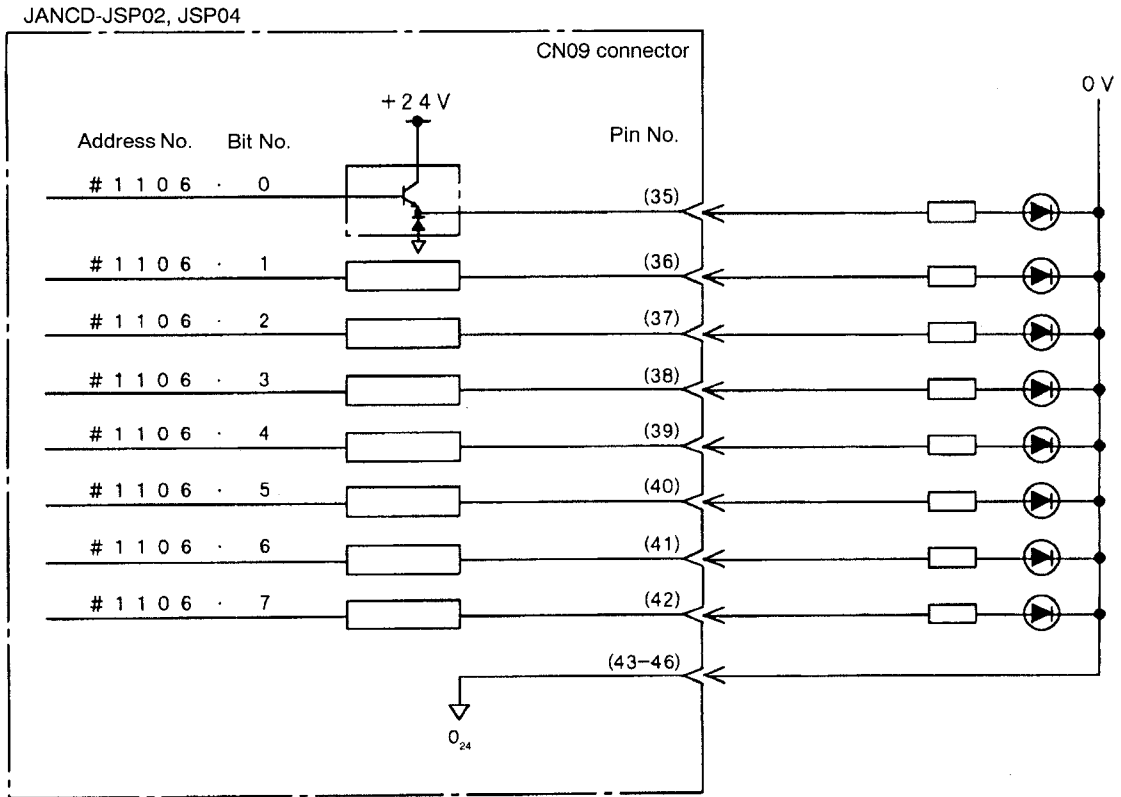 JANCD-JSP02, JSP04
CN09 connector
0 V
+24V
Address No. Bit No. Pin No.
#1106 · 0 (35)
#1106 · 1 (36)
#1106 · 2 (37)
#1106 · 3 (38)
#1106 · 4 (39)
#1106 · 5 (40)
#1106 · 6 (41)
#1106 · 7 (42)
(43-46)
0₂₄